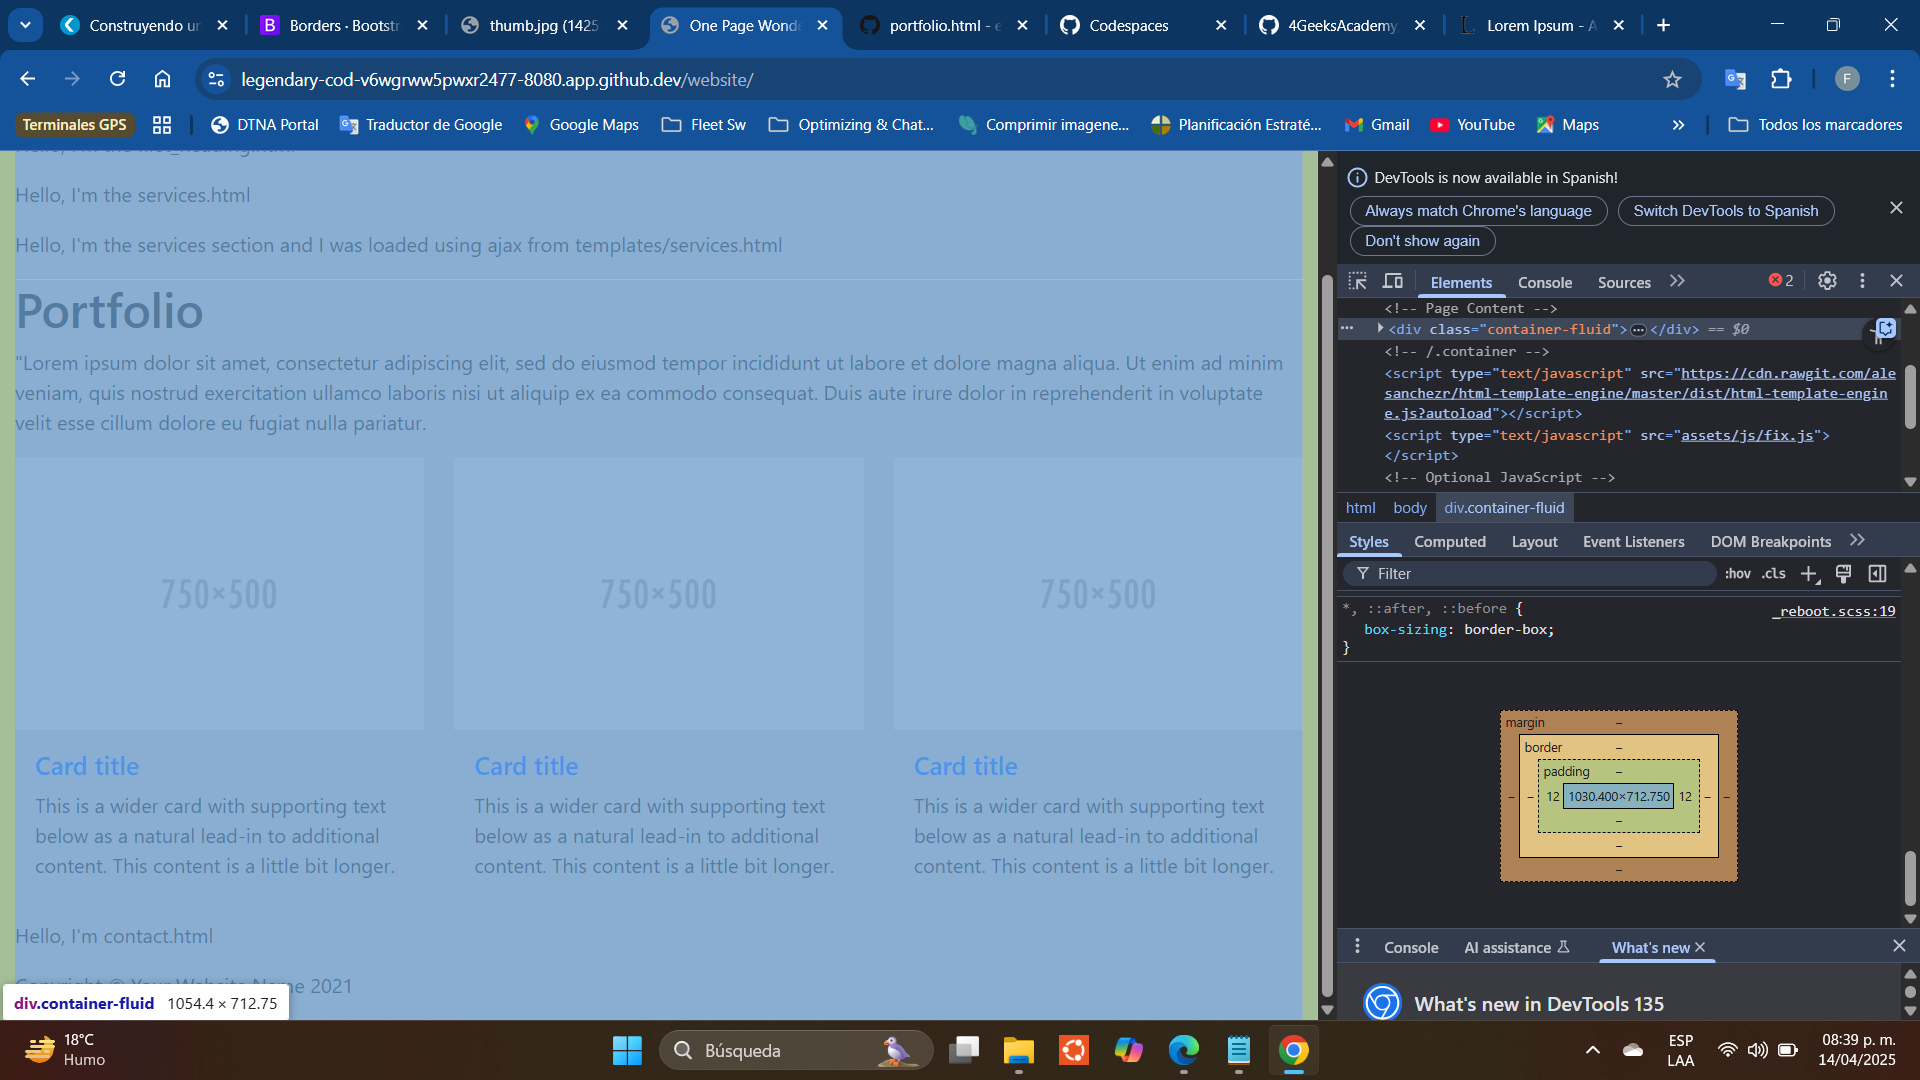 Construyendo un
Borders · Bootstr
thumb.jpg (1425
One Page Wonde
portfolio.html - e
Codespaces
4GeeksAcademy
Lorem Ipsum - A
legendary-cod-v6wgrww5pwxr2477-8080.app.github.dev/website/
F
Terminales GPS
DTNA Portal
Traductor de Google
Google Maps
Fleet Sw
Optimizing & Chat...
Comprimir imagene...
Planificación Estraté...
Gmail
YouTube
Maps
»
Todos los marcadores
Hello, I'm the services.html
Hello, I'm the services section and I was loaded using ajax from templates/services.html
Portfolio
"Lorem ipsum dolor sit amet, consectetur adipiscing elit, sed do eiusmod tempor incididunt ut labore et dolore magna aliqua. Ut enim ad minim
veniam, quis nostrud exercitation ullamco laboris nisi ut aliquip ex ea commodo consequat. Duis aute irure dolor in reprehenderit in voluptate
velit esse cillum dolore eu fugiat nulla pariatur.
750×500
750×500
750×500
Card title
This is a wider card with supporting text
below as a natural lead-in to additional
content. This content is a little bit longer.
Card title
This is a wider card with supporting text
below as a natural lead-in to additional
content. This content is a little bit longer.
Card title
This is a wider card with supporting text
below as a natural lead-in to additional
content. This content is a little bit longer.
Hello, I'm contact.html
Copyright © Your Website Name 2021
div.container-fluid 1054.4 × 712.75
DevTools is now available in Spanish!
Always match Chrome's language
Switch DevTools to Spanish
Don't show again
Elements
Console
Sources
»
2
<!-- Page Content -->
<div class="container-fluid">…</div> == $0
<!-- /.container -->
<script type="text/javascript" src="https://cdn.rawgit.com/ale
sanchezr/html-template-engine/master/dist/html-template-engin
e.js?autoload"></script>
<script type="text/javascript" src="assets/js/fix.js">
</script>
<!-- Optional JavaScript -->
html
body
div.container-fluid
Styles
Computed
Layout
Event Listeners
DOM Breakpoints
»
Filter
:hov
.cls
*, ::after, ::before {
_reboot.scss:19
box-sizing: border-box;
}
margin
–
border
–
padding
–
–
–
12
1030.400×712.750
12
–
–
–
–
–
Console
AI assistance
What's new
What's new in DevTools 135
18°C
Humo
Búsqueda
ESP
LAA
08:39 p. m.
14/04/2025